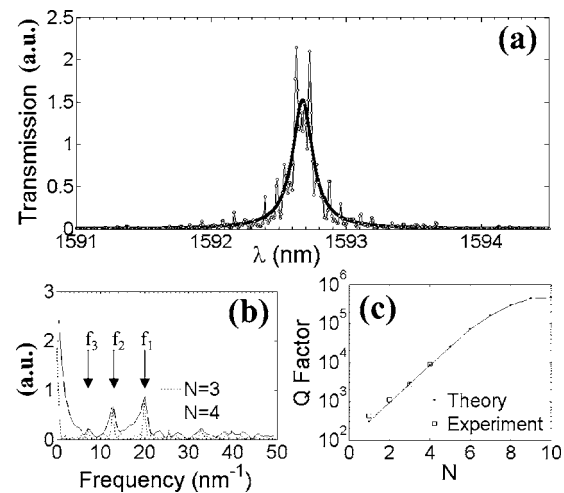 (a)
Transmission (a.u.)
2.5
2
1.5
1
0.5
0
1591
1592
1593
1594
λ (nm)
(b)
(a.u.)
3
2
1
0
f₃
f₂
f₁
N=3
N=4
0
10
20
30
40
50
Frequency (nm⁻¹)
(c)
Q Factor
10⁶
10⁵
10⁴
10³
10²
Theory
Experiment
0
2
4
6
8
10
N